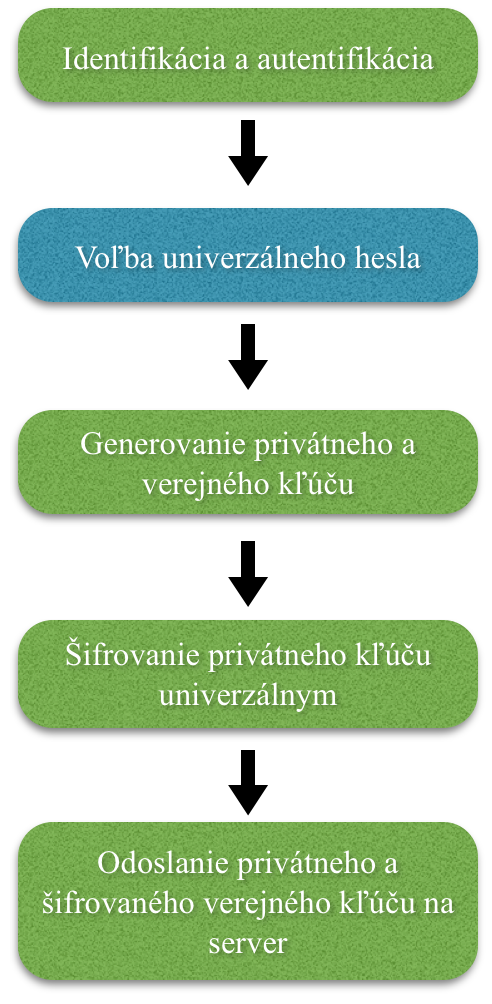 Identifikácia a autentifikácia
Voľba univerzálneho hesla
Generovanie privátneho a
verejného kľúču
Šifrovanie privátneho kľúču
univerzálnym
Odoslanie privátneho a
šifrovaného verejného kľúču na
server